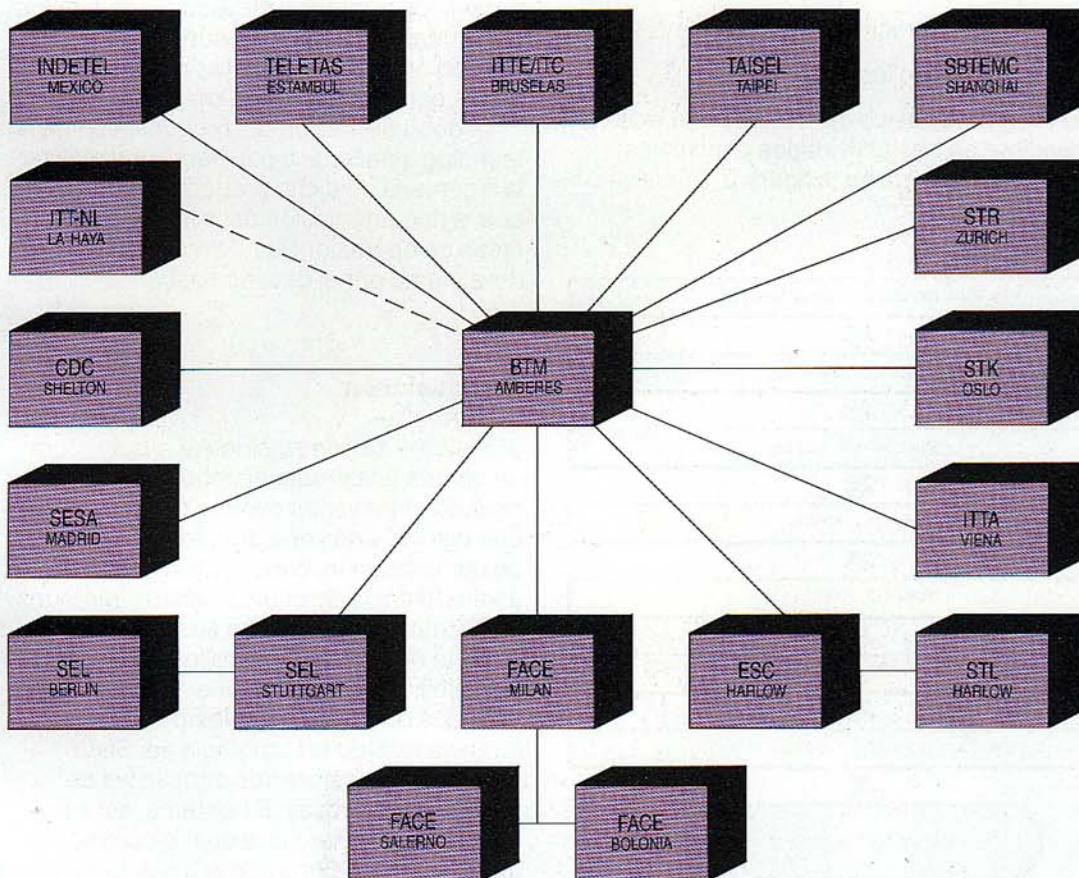 INDETEL
MEXICO
TELETAS
ESTAMBUL
ITTE/ITC
BRUSELAS
TAISEL
TAIPEI
SBTEMC
SHANGHAI
ITT-NL
LA HAYA
STR
ZURICH
CDC
SHELTON
BTM
AMBERES
STK
OSLO
SESA
MADRID
ITTA
VIENA
SEL
BERLIN
SEL
STUTTGART
FACE
MILAN
ESC
HARLOW
STL
HARLOW
FACE
SALERNO
FACE
BOLONIA